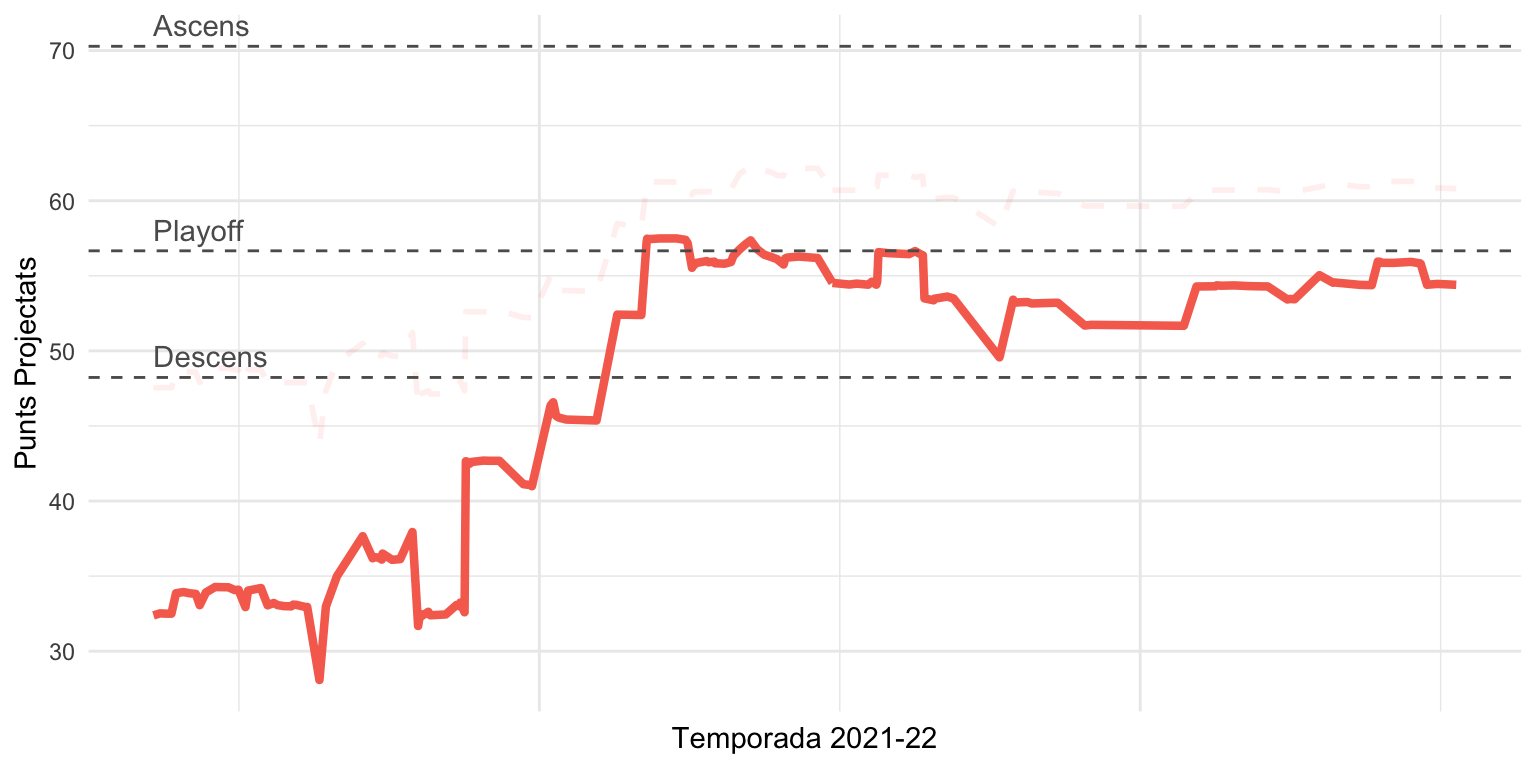 Ascens
70
60
Playoff
Descens
50
40
30
Punts Projectats
Temporada 2021-22